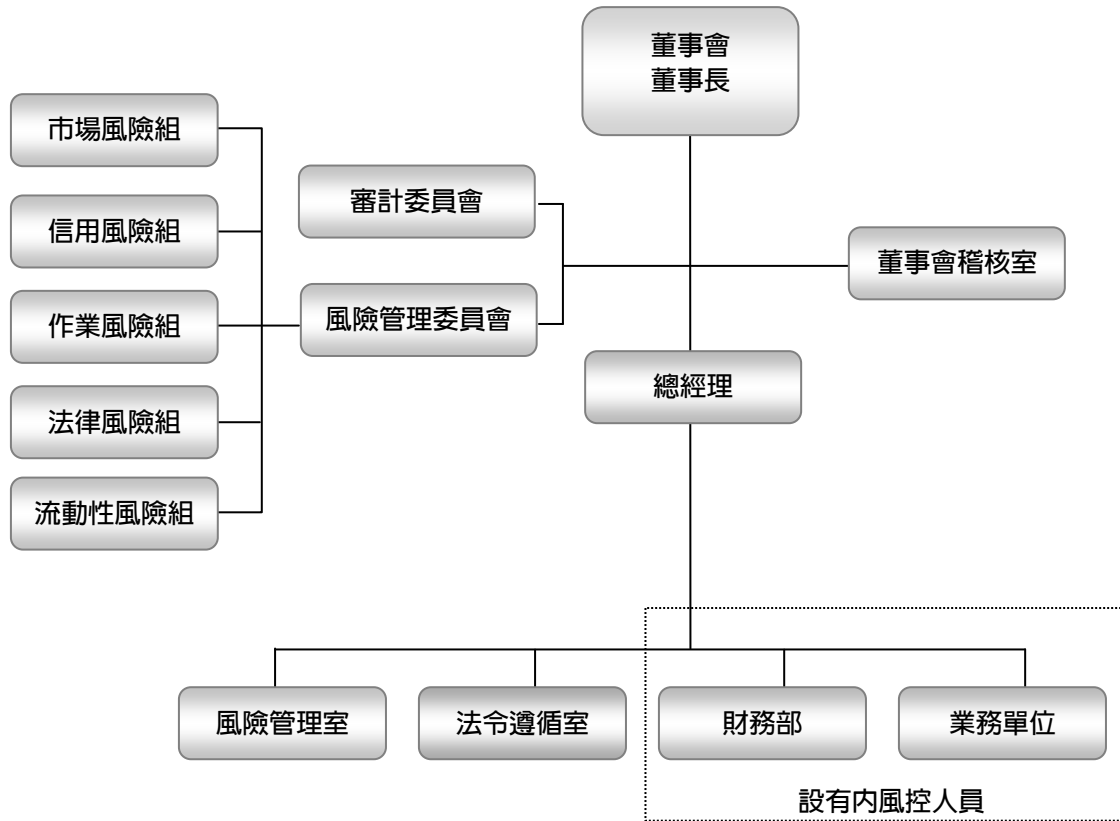 董事會
董事長
市場風險組
審計委員會
信用風險組
董事會稽核室
作業風險組
風險管理委員會
總經理
法律風險組
流動性風險組
風險管理室
法令遵循室
財務部
業務單位
設有內風控人員